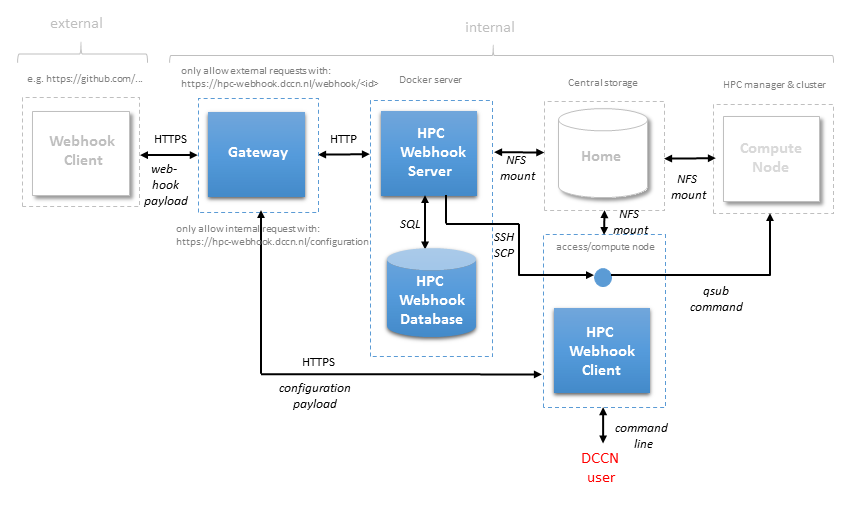 external
internal
e.g. https://github.com/...
only allow external requests with:
https://hpc-webhook.dccn.nl/webhook/<id>
Docker server
Central storage
HPC manager & cluster
Webhook
Client
HTTPS
web-
hook
payload
Gateway
HTTP
HPC
Webhook
Server
NFS
mount
Home
NFS
mount
Compute
Node
only allow internal request with:
https://hpc-webhook.dccn.nl/configuration
SQL
SSH
SCP
NFS
mount
access/compute node
qsub
command
HPC
Webhook
Database
HPC
Webhook
Client
HTTPS
configuration
payload
command
line
DCCN
user